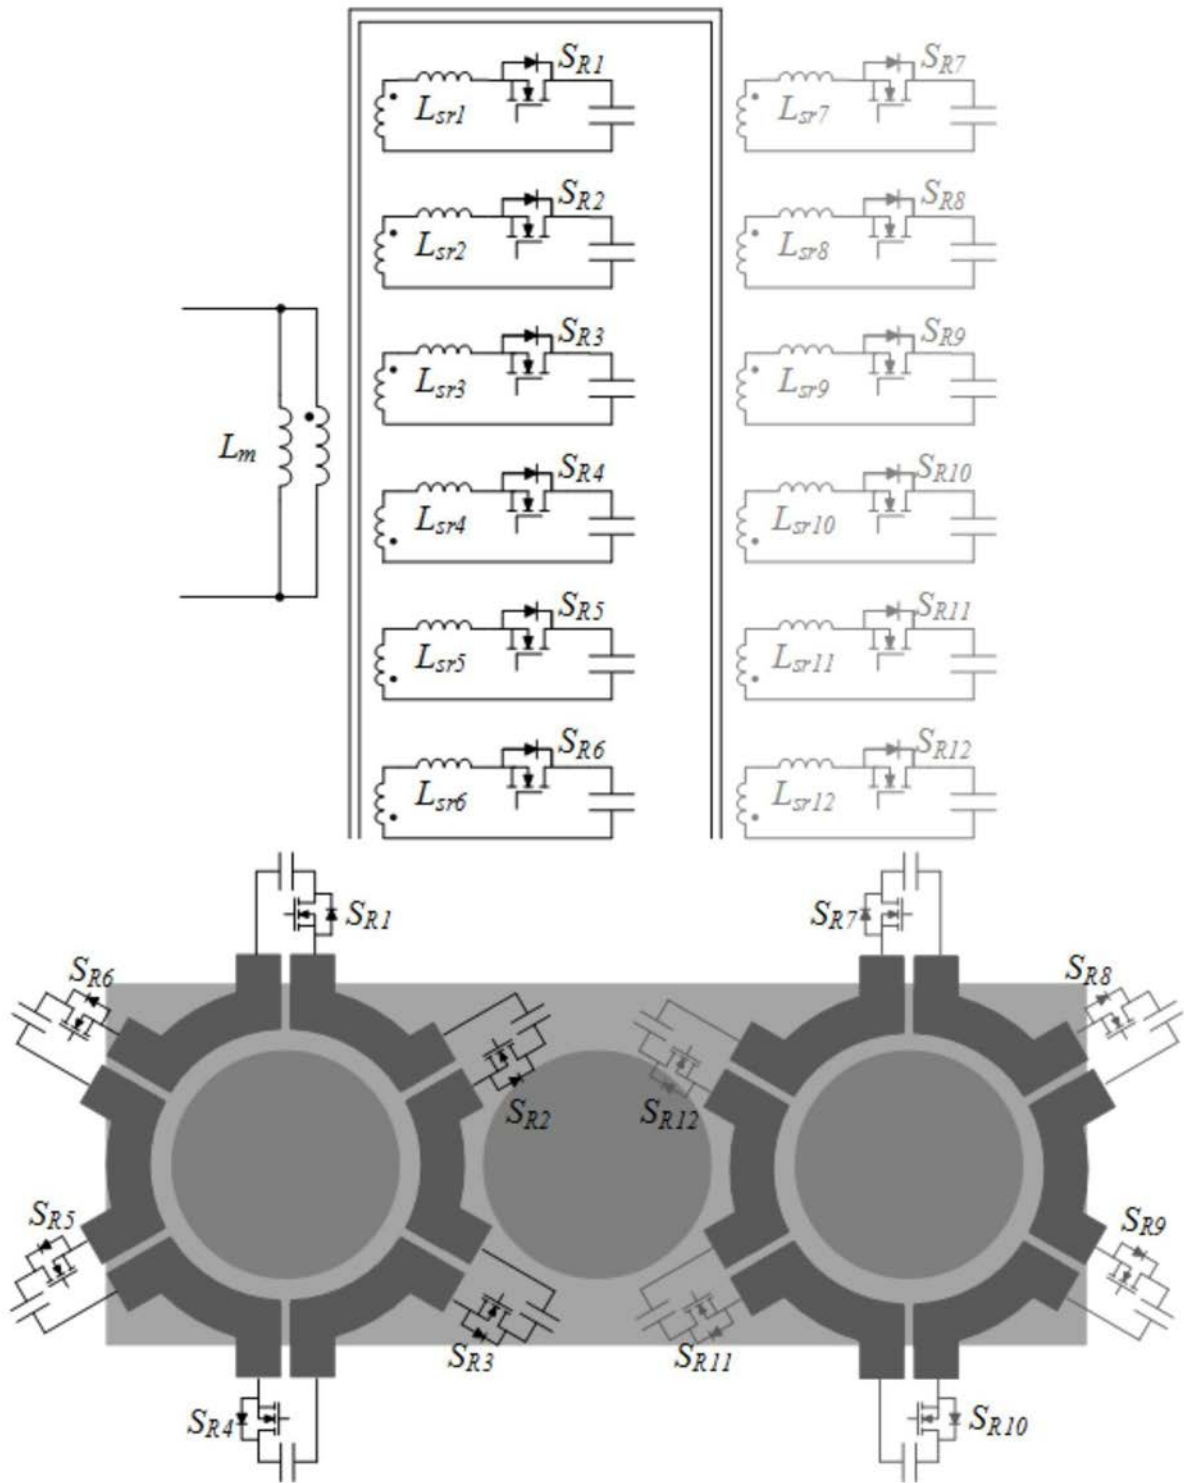 SR1 SR7
Lsr1 Lsr7
SR2 SR8
Lsr2 Lsr8
SR3 SR9
Lsr3 Lsr9
Lm
SR4 SR10
Lsr4 Lsr10
SR5 SR11
Lsr5 Lsr11
SR6 SR12
Lsr6 Lsr12
SR1 SR7
SR6 SR8
SR2 SR12
SR5 SR9
SR3 SR11
SR4 SR10